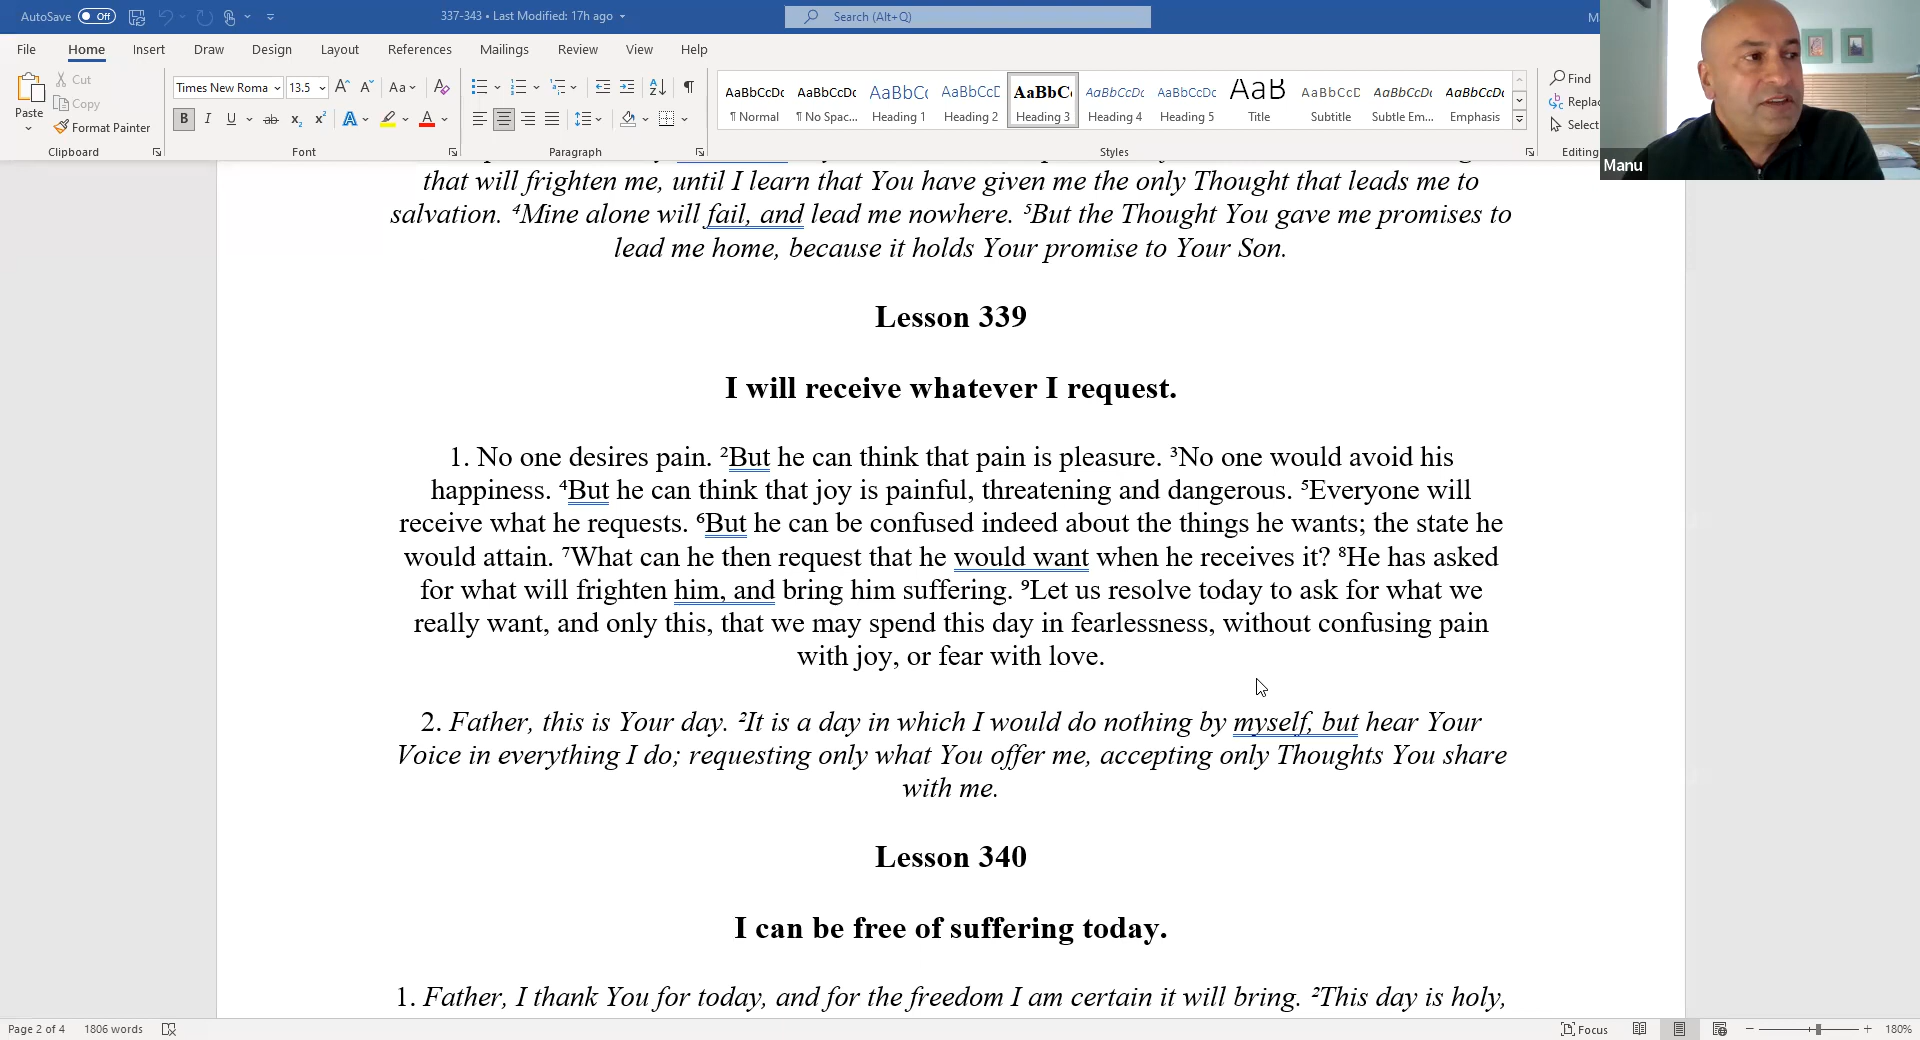 AutoSave Off 337-343 • Last Modified: 17h ago Search (Alt+Q)
File Home Insert Draw Design Layout References Mailings Review View Help
Paste Cut Copy Format Painter
Times New Roma 13.5 Aa
B I U ab x₂ x² A A
AaBbCcDc AaBbCcDc AaBbC AaBbCcD AaBbC AaBbCcDc AaBbCcDc AaB AaBbCcD AaBbCcDc AaBbCcDc
¶ Normal ¶ No Spac... Heading 1 Heading 2 Heading 3 Heading 4 Heading 5 Title Subtitle Subtle Em... Emphasis
Find
Replac
Select
Clipboard Font Paragraph Styles Editing
Manu
that will frighten me, until I learn that You have given me the only Thought that leads me to
salvation. ⁴Mine alone will fail, and lead me nowhere. ⁵But the Thought You gave me promises to
lead me home, because it holds Your promise to Your Son.
Lesson 339
I will receive whatever I request.
1. No one desires pain. ²But he can think that pain is pleasure. ³No one would avoid his
happiness. ⁴But he can think that joy is painful, threatening and dangerous. ⁵Everyone will
receive what he requests. ⁶But he can be confused indeed about the things he wants; the state he
would attain. ⁷What can he then request that he would want when he receives it? ⁸He has asked
for what will frighten him, and bring him suffering. ⁹Let us resolve today to ask for what we
really want, and only this, that we may spend this day in fearlessness, without confusing pain
with joy, or fear with love.
2. Father, this is Your day. ²It is a day in which I would do nothing by myself, but hear Your
Voice in everything I do; requesting only what You offer me, accepting only Thoughts You share
with me.
Lesson 340
I can be free of suffering today.
1. Father, I thank You for today, and for the freedom I am certain it will bring. ²This day is holy,
Page 2 of 4 1806 words Focus 180%